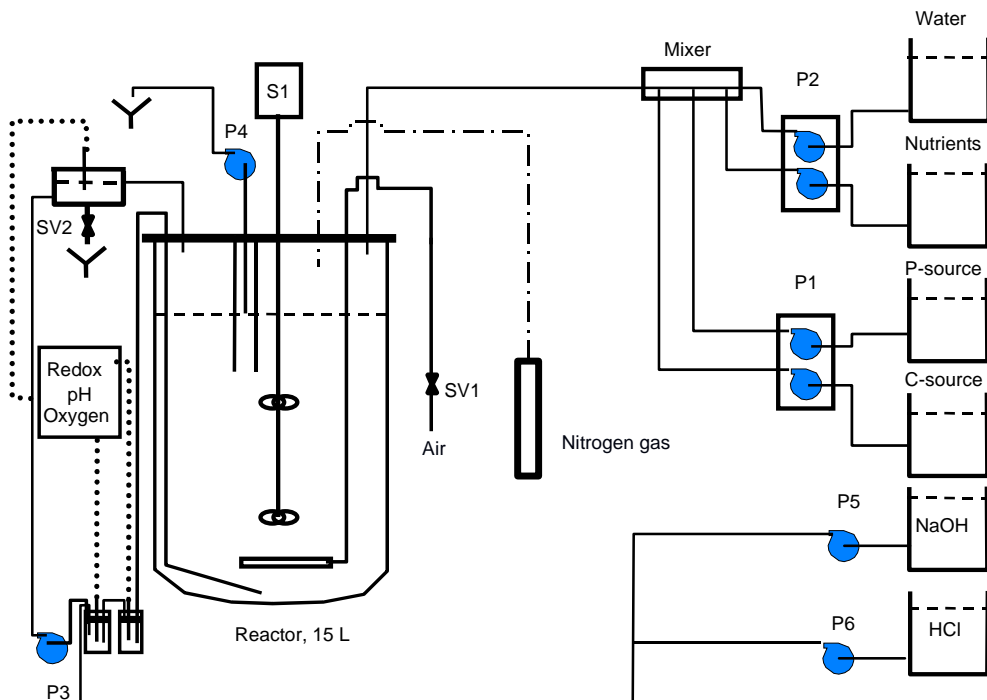 Water
Mixer
P2
S1
P4
Nutrients
SV2
P-source
P1
Redox
pH
Oxygen
SV1
C-source
Air
Nitrogen gas
P5
NaOH
Reactor, 15 L
P6
HCl
P3